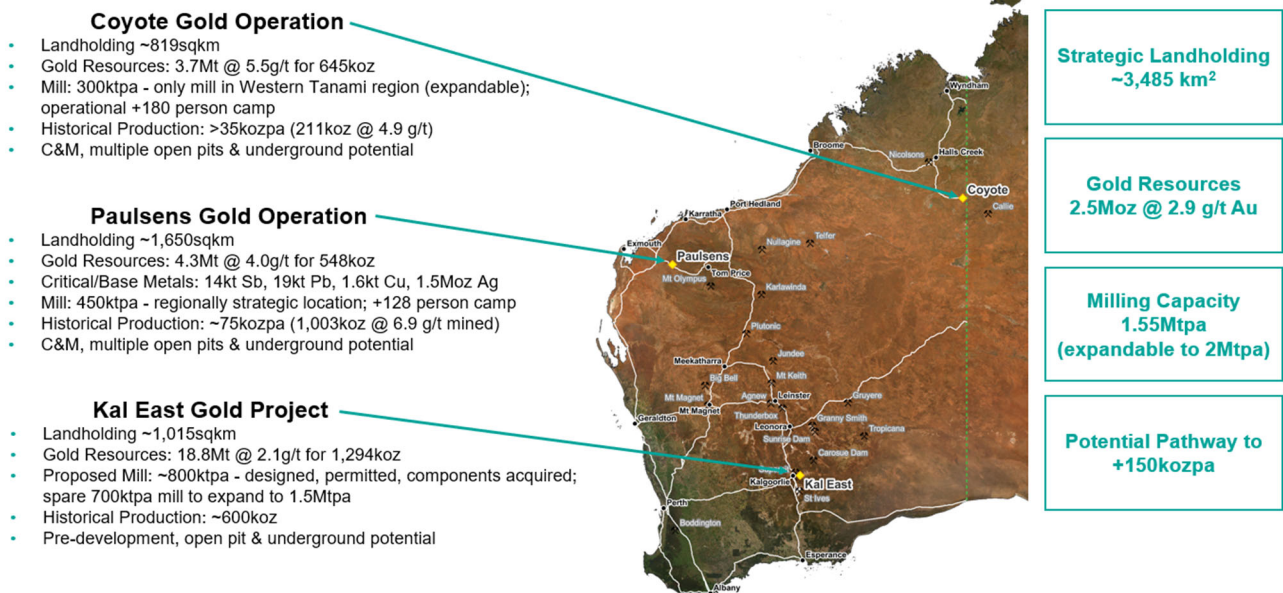 Coyote Gold Operation
• Landholding ~819sqkm
• Gold Resources: 3.7Mt @ 5.5g/t for 645koz
• Mill: 300ktpa - only mill in Western Tanami region (expandable);
operational +180 person camp
• Historical Production: >35kozpa (211koz @ 4.9 g/t)
• C&M, multiple open pits & underground potential
Paulsens Gold Operation
• Landholding ~1,650sqkm
• Gold Resources: 4.3Mt @ 4.0g/t for 548koz
• Critical/Base Metals: 14kt Sb, 19kt Pb, 1.6kt Cu, 1.5Moz Ag
• Mill: 450ktpa - regionally strategic location; +128 person camp
• Historical Production: ~75kozpa (1,003koz @ 6.9 g/t mined)
• C&M, multiple open pits & underground potential
Kal East Gold Project
• Landholding ~1,015sqkm
• Gold Resources: 18.8Mt @ 2.1g/t for 1,294koz
• Proposed Mill: ~800ktpa - designed, permitted, components acquired;
spare 700ktpa mill to expand to 1.5Mtpa
• Historical Production: ~600koz
• Pre-development, open pit & underground potential
Wyndham
Broome
Nicolsons
Halls Creek
Coyote
Callie
Port Hedland
Karratha
Exmouth
Nullagine
Telfer
Paulsens
Tom Price
Mt Olympus
Karlawinda
Plutonic
Meekatharra
Jundee
Big Bell
Mt Keith
Mt Magnet
Agnew
Leinster
Gruyere
Mt Magnet
Geraldton
Thunderbox
Granny Smith
Leonora
Sunrise Dam
Tropicana
Carosue Dam
Kalgoorlie
Kal East
St Ives
Perth
Boddington
Esperance
Albany
Strategic Landholding
~3,485 km²
Gold Resources
2.5Moz @ 2.9 g/t Au
Milling Capacity
1.55Mtpa
(expandable to 2Mtpa)
Potential Pathway to
+150kozpa